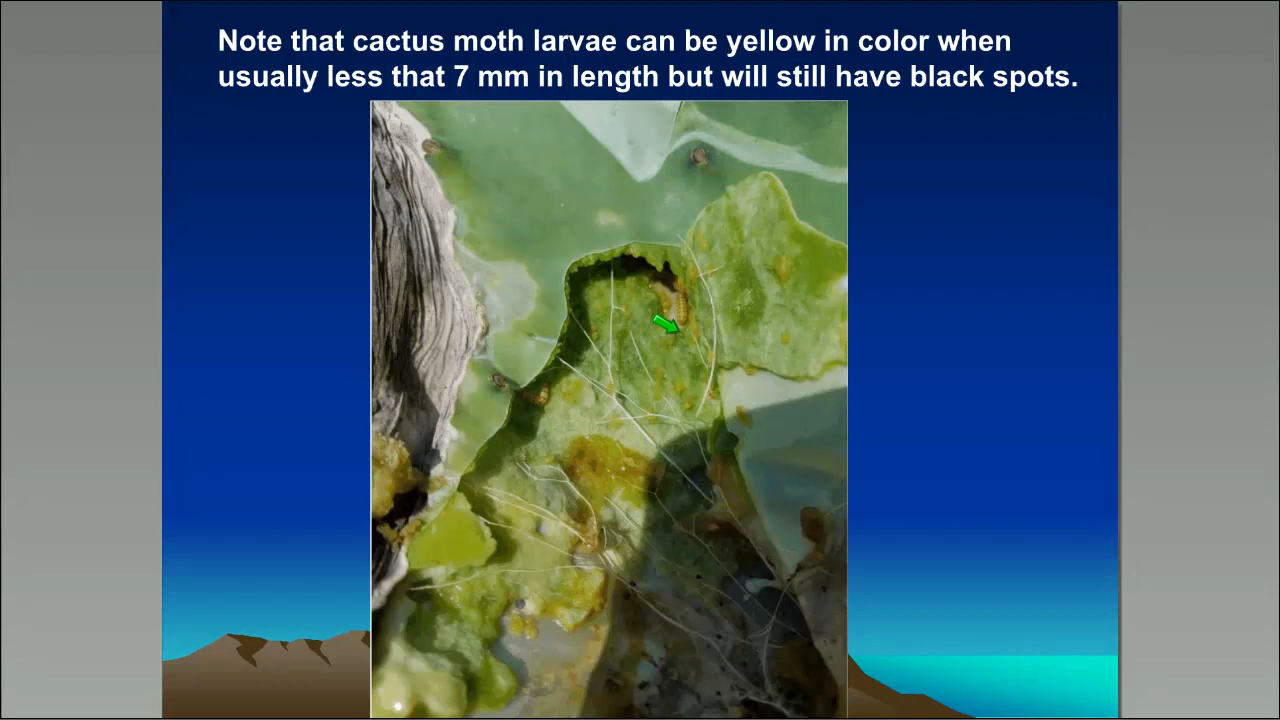 Note that cactus moth larvae can be yellow in color when
usually less that 7 mm in length but will still have black spots.